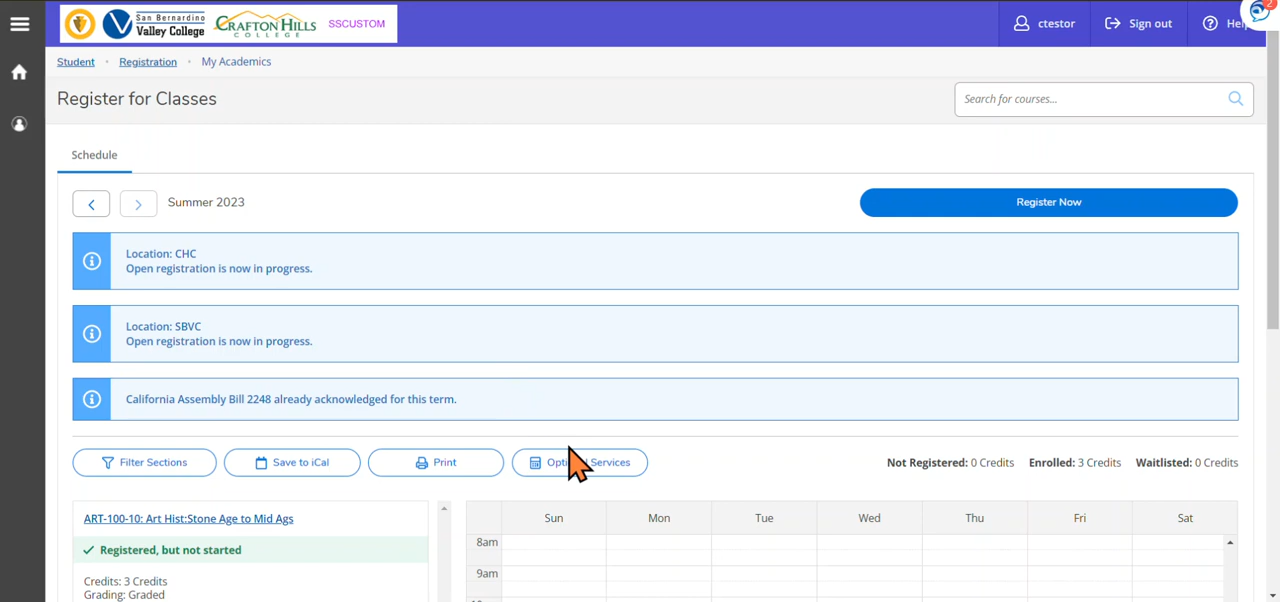 San Bernardino
Valley College
CRAFTON HILLS
COLLEGE
SSCUSTOM
ctestor
Sign out
2
Student
Registration
My Academics
Register for Classes
Search for courses...
Schedule
Summer 2023
Register Now
Location: CHC
Open registration is now in progress.
Location: SBVC
Open registration is now in progress.
California Assembly Bill 2248 already acknowledged for this term.
Filter Sections
Save to iCal
Print
Services
Not Registered: 0 Credits
Enrolled: 3 Credits
Waitlisted: 0 Credits
ART-100-10: Art Hist:Stone Age to Mid Ags
Registered, but not started
Credits: 3 Credits
Grading: Graded
Sun Mon Tue Wed Thu Fri Sat
8am
9am